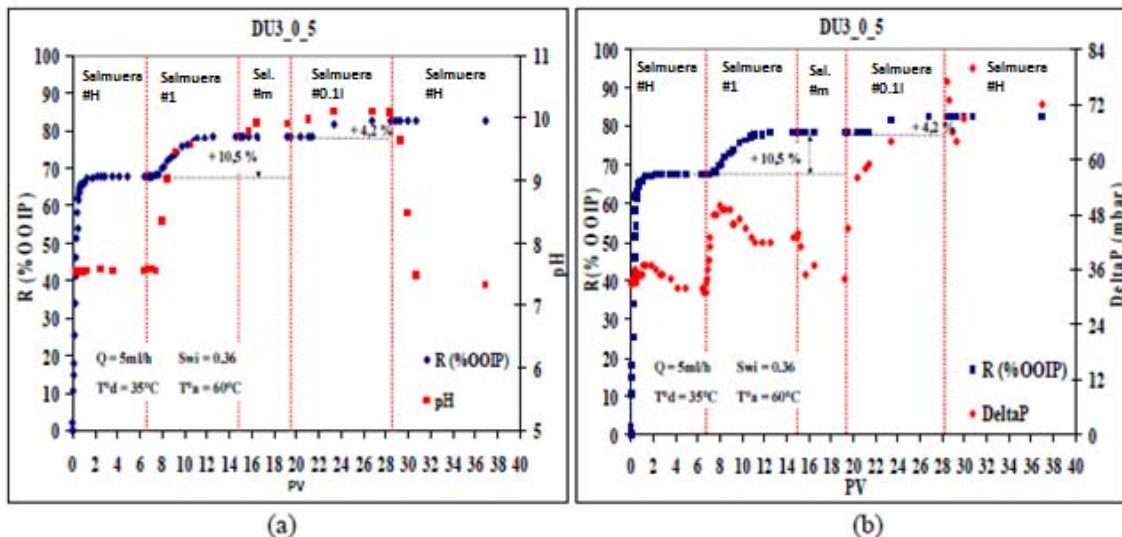 DU3_0_5
100
90
80
70
60
50
40
30
20
10
0
R (%OOIP)
11
10
9
8
7
6
5
pH
Salmuera #H
Salmuera #1
Sal. #m
Salmuera #0.1l
Salmuera #H
+ 10,5 %
+ 4,2 %
Q = 5ml/h Swi = 0.36
T°d = 35°C T°a = 60°C
R (%OOIP)
pH
0 2 4 6 8 10 12 14 16 18 20 22 24 26 28 30 32 34 36 38 40
PV
(a)
DU3_0_5
100
90
80
70
60
50
40
30
20
10
0
R(%OOIP)
84
72
60
48
36
24
12
0
DeltaP (mbar)
Salmuera #H
Salmuera #1
Sal. #m
Salmuera #0.1l
Salmuera #H
+ 10,5 %
+ 4,2 %
Q = 5ml/h Swi = 0.36
T°d = 35°C T°a = 60°C
R (%OOIP)
DeltaP
0 2 4 6 8 10 12 14 16 18 20 22 24 26 28 30 32 34 36 38 40
PV
(b)